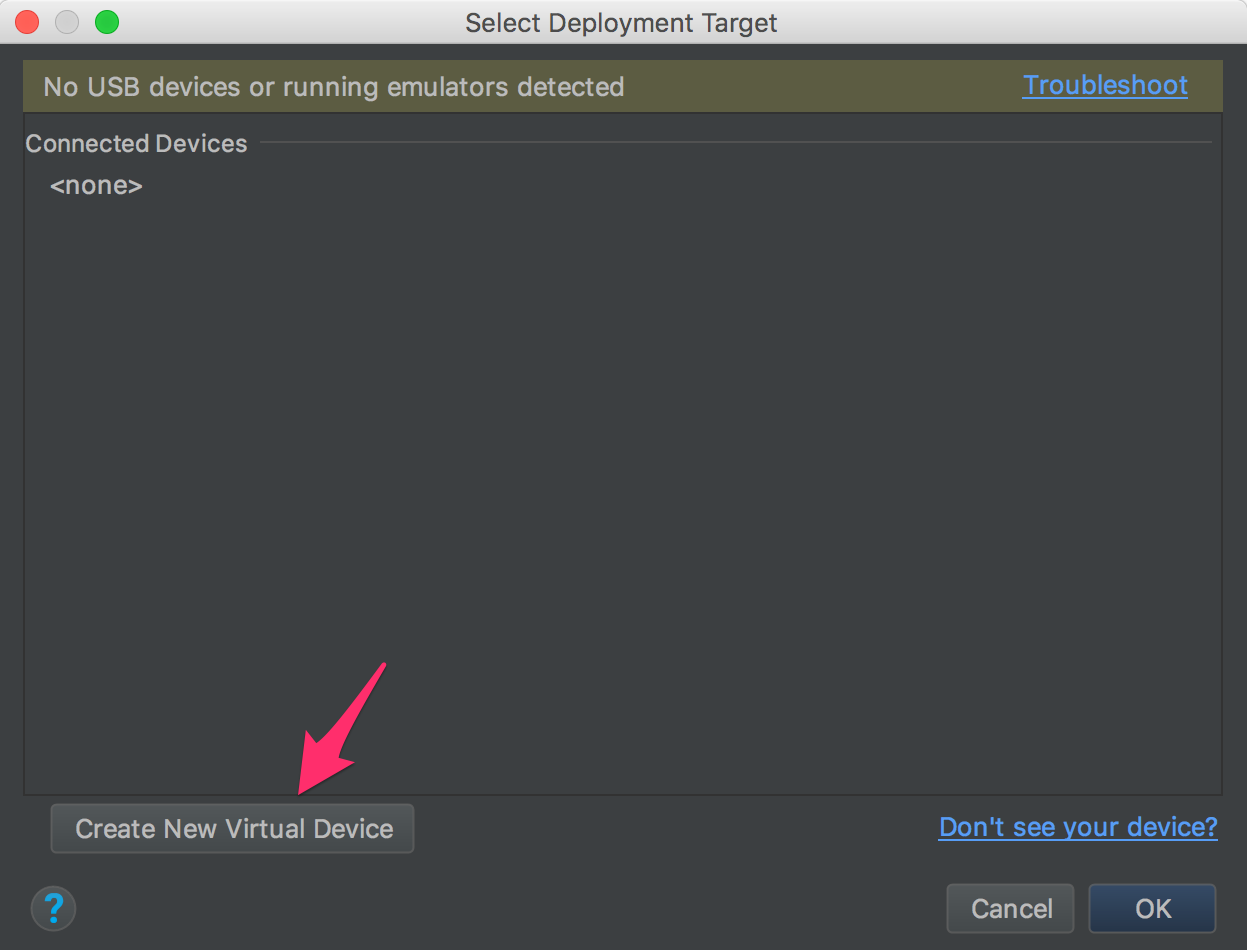 Select Deployment Target
No USB devices or running emulators detected
Troubleshoot
Connected Devices
<none>
Create New Virtual Device
Don't see your device?
?
Cancel
OK